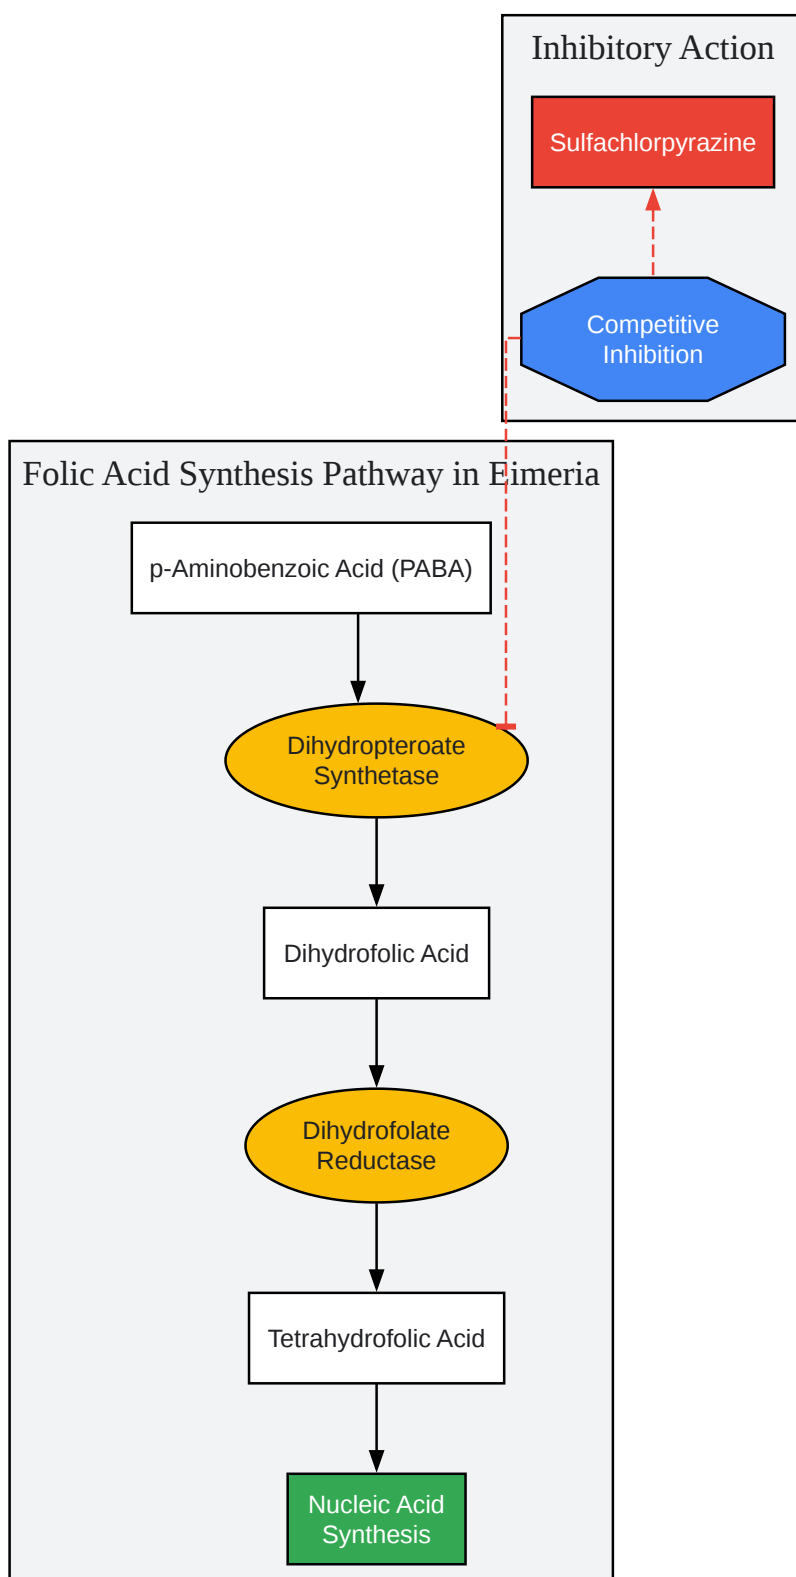 Inhibitory Action
Sulfachlorpyrazine
Competitive
Inhibition
Folic Acid Synthesis Pathway in Eimeria
p-Aminobenzoic Acid (PABA)
Dihydropteroate
Synthetase
Dihydrofolic Acid
Dihydrofolate
Reductase
Tetrahydrofolic Acid
Nucleic Acid
Synthesis